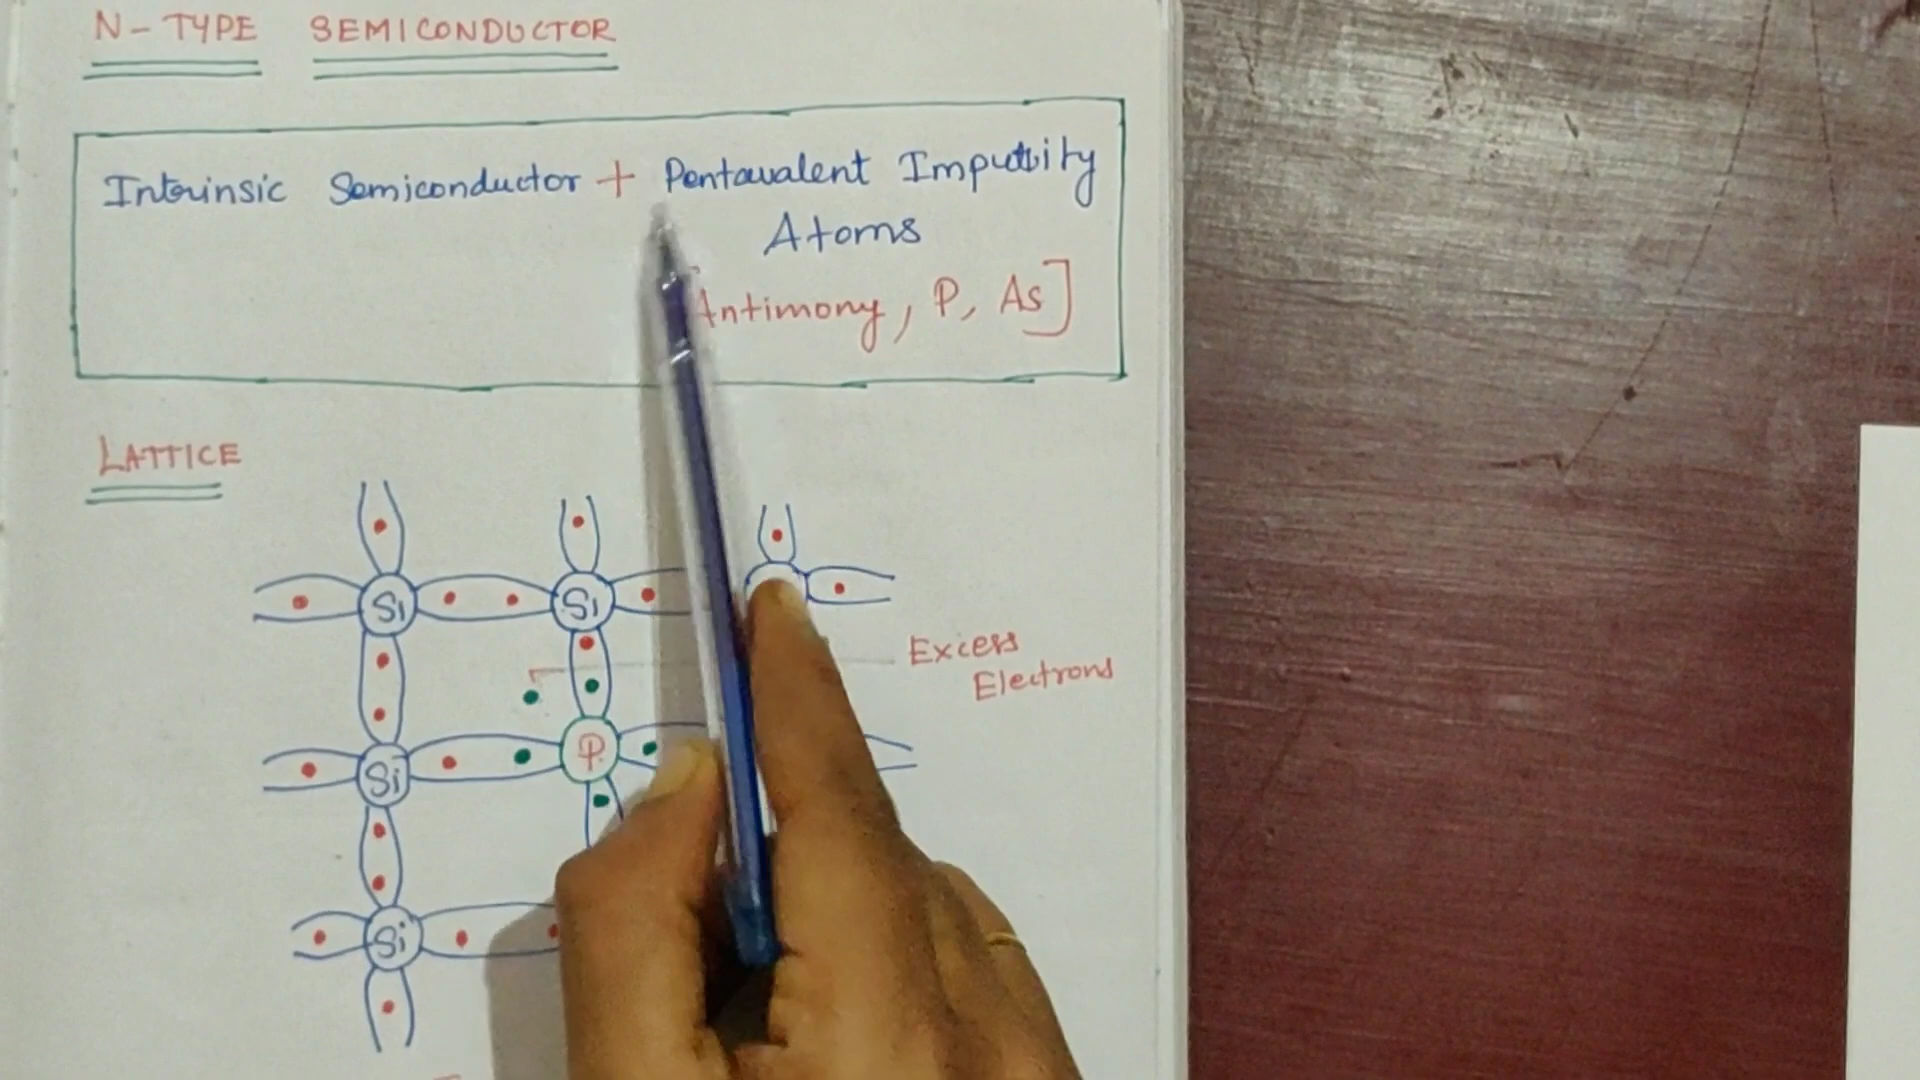 N - TYPE SEMICONDUCTOR
Intrinsic Semiconductor + Pentavalent Impurity
Atoms
Antimony, P, As]
LATTICE
Si Si
Excess
Electrons
Si P
Si